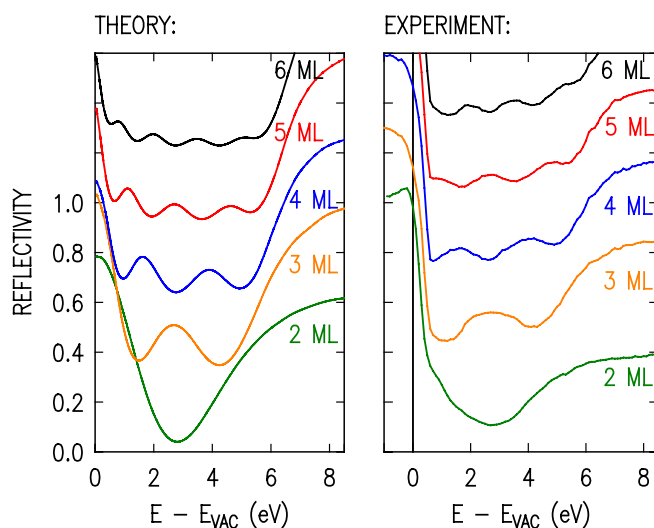 THEORY:
EXPERIMENT:
6 ML
6 ML
5 ML
5 ML
1.0
4 ML
4 ML
0.8
3 ML
3 ML
0.6
2 ML
0.4
2 ML
0.2
0.0
REFLECTIVITY
0 2 4 6 8
0 2 4 6 8
E − E_VAC (eV)
E − E_VAC (eV)